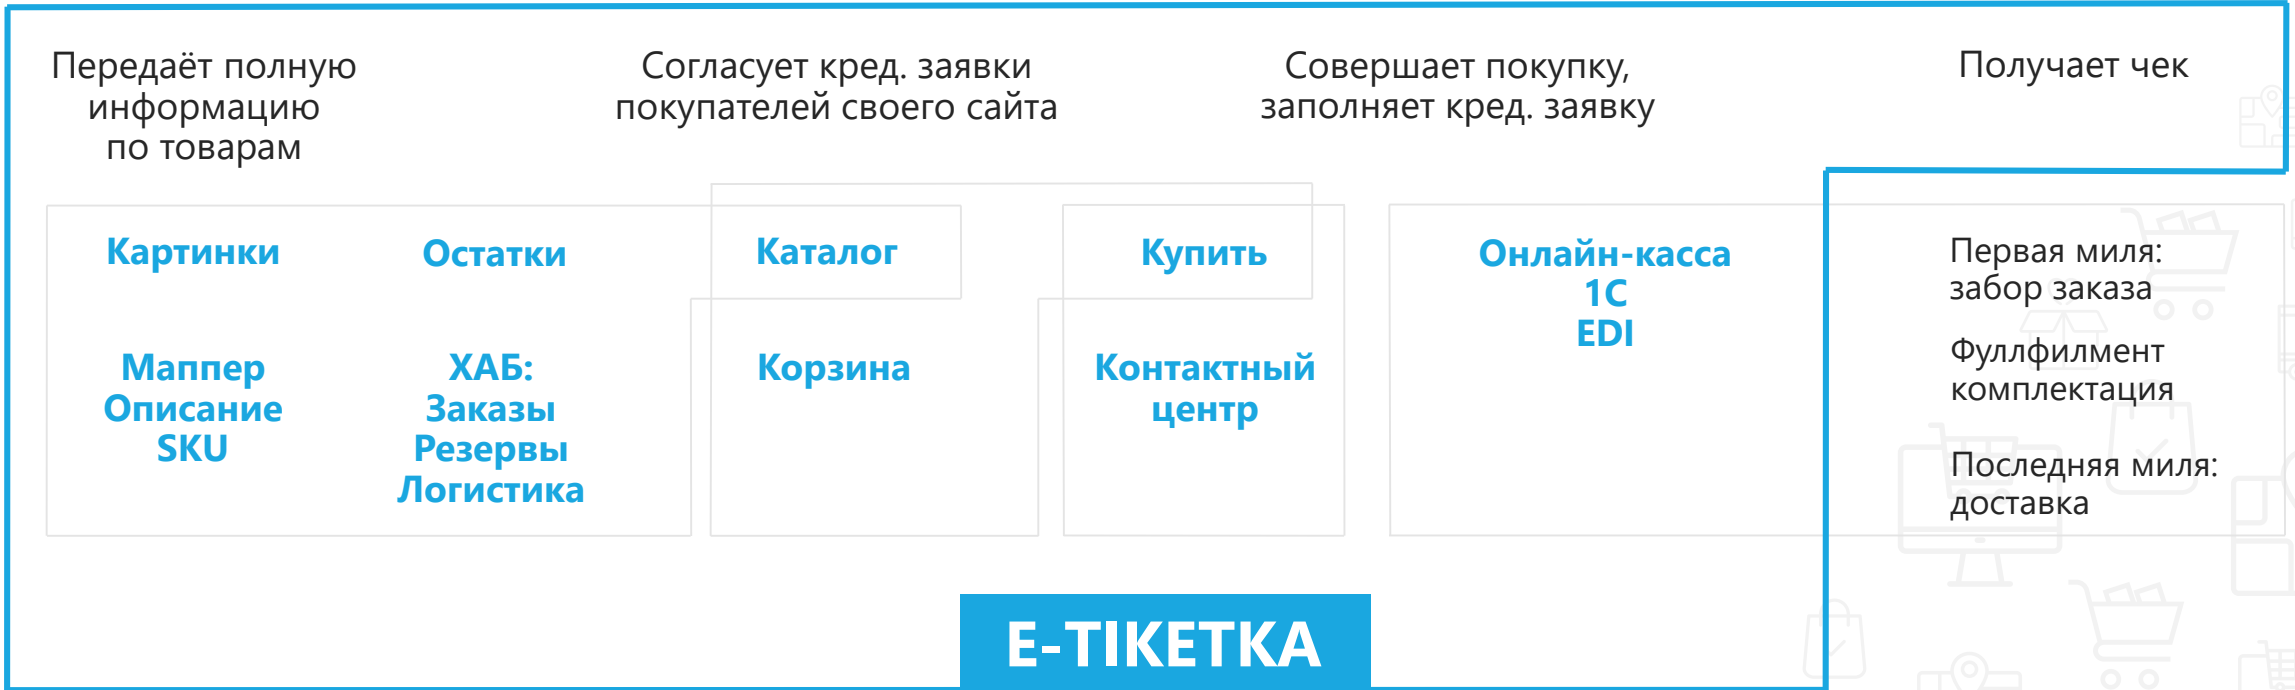 Передаёт полную
информацию
по товарам
Согласует кред. заявки
покупателей своего сайта
Совершает покупку,
заполняет кред. заявку
Получает чек
Картинки
Остатки
Каталог
Купить
Онлайн-касса
1С
EDI
Первая миля:
забор заказа
Маппер
Описание
SKU
ХАБ:
Заказы
Резервы
Логистика
Корзина
Контактный
центр
Фуллфилмент
комплектация
Последняя миля:
доставка
E-TIKETKA